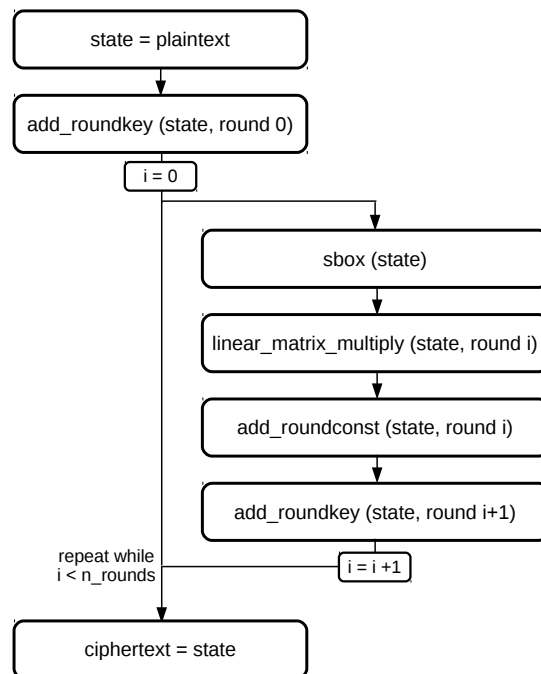 state = plaintext
add_roundkey (state, round 0)
i = 0
sbox (state)
linear_matrix_multiply (state, round i)
add_roundconst (state, round i)
add_roundkey (state, round i+1)
repeat while
i < n_rounds
i = i +1
ciphertext = state